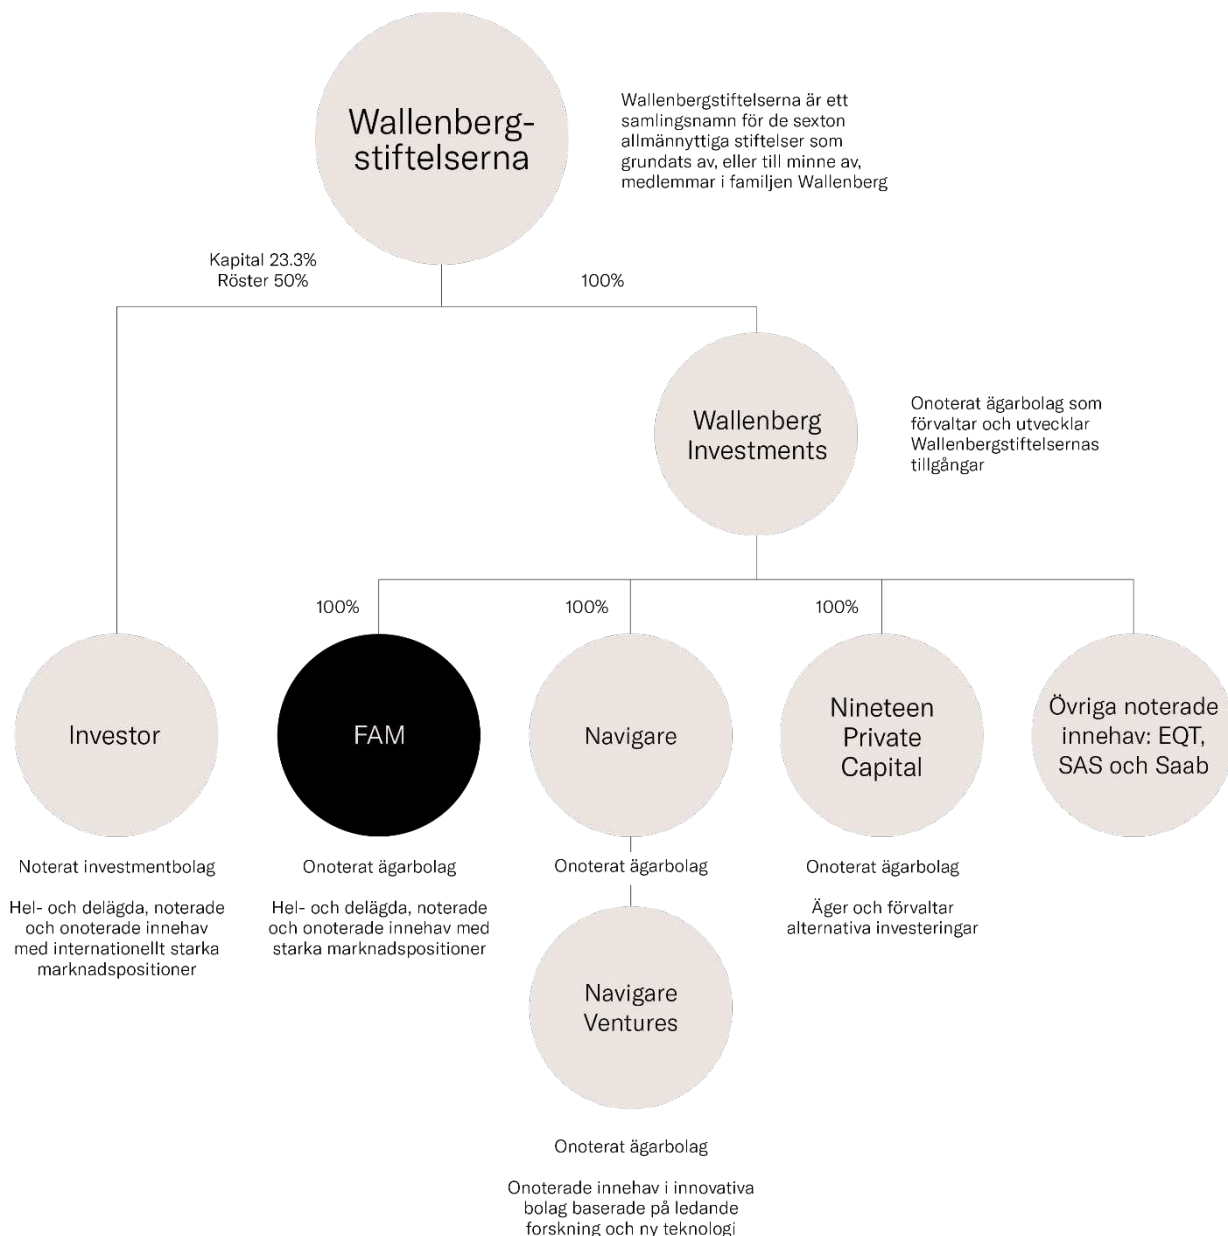 Wallenberg-
stiftelserna
Wallenbergstiftelserna är ett
samlingsnamn för de sexton
allmännyttiga stiftelser som
grundats av, eller till minne av,
medlemmar i familjen Wallenberg
Kapital 23.3%
Röster 50%
100%
Wallenberg
Investments
Onoterat ägarbolag som
förvaltar och utvecklar
Wallenbergstiftelsernas
tillgångar
100%
100%
100%
Investor
FAM
Navigare
Nineteen
Private
Capital
Övriga noterade
innehav: EQT,
SAS och Saab
Noterat investmentbolag
Hel- och delägda, noterade
och onoterade innehav
med internationellt starka
marknadspositioner
Onoterat ägarbolag
Hel- och delägda, noterade
och onoterade innehav med
starka marknadspositioner
Onoterat ägarbolag
Onoterat ägarbolag
Äger och förvaltar
alternativa investeringar
Navigare
Ventures
Onoterat ägarbolag
Onoterade innehav i innovativa
bolag baserade på ledande
forskning och ny teknologi